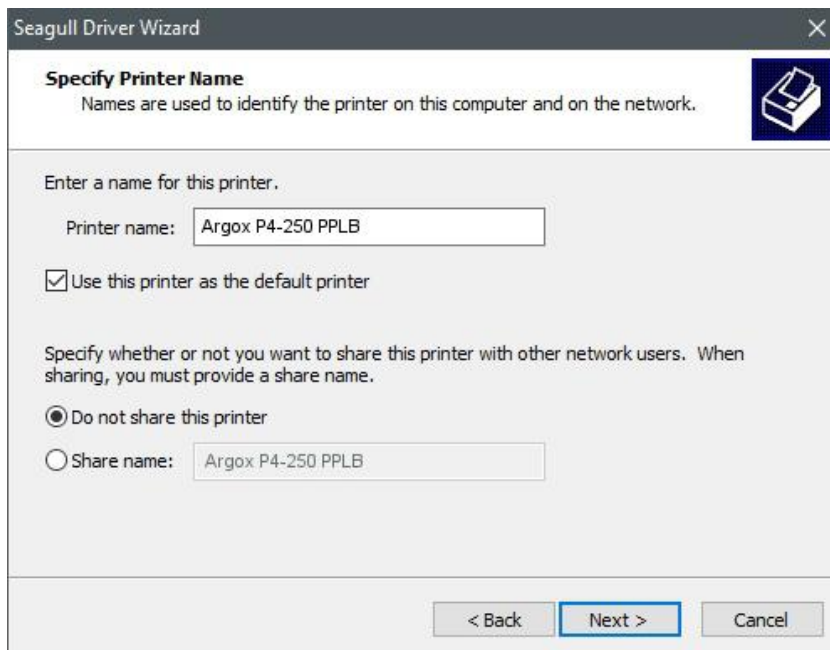 Seagull Driver Wizard
Specify Printer Name
Names are used to identify the printer on this computer and on the network.
Enter a name for this printer.
Printer name: Argox P4-250 PPLB
Use this printer as the default printer
Specify whether or not you want to share this printer with other network users. When
sharing, you must provide a share name.
Do not share this printer
Share name: Argox P4-250 PPLB
< Back Next > Cancel